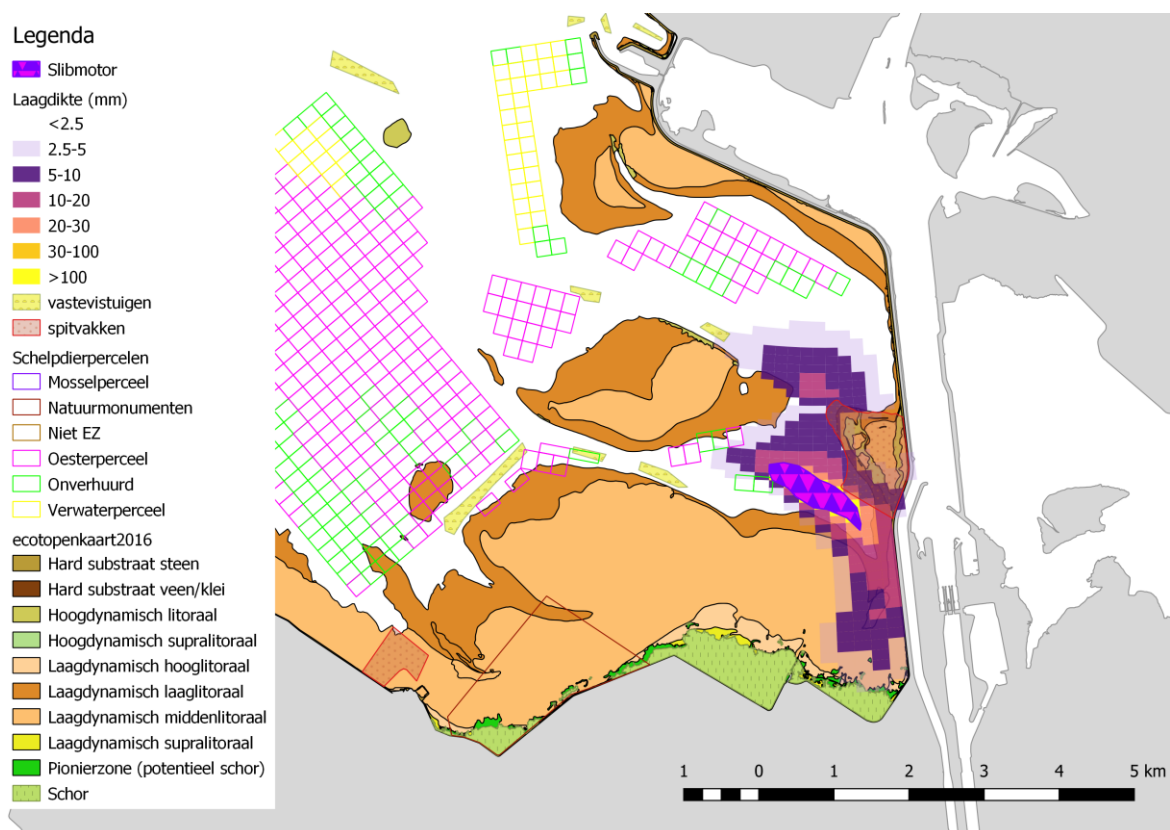 Legenda
Slibmotor
Laagdikte (mm)
<2.5
2.5-5
5-10
10-20
20-30
30-100
>100
vastevistuigen
spitvakken
Schelpdierpercelen
Mosselperceel
Natuurmonumenten
Niet EZ
Oesterperceel
Onverhuurd
Verwaterperceel
ecotopenkaart2016
Hard substraat steen
Hard substraat veen/klei
Hoogdynamisch litoraal
Hoogdynamisch supralitoraal
Laagdynamisch hooglitoraal
Laagdynamisch laaglitoraal
Laagdynamisch middenlitoraal
Laagdynamisch supralitoraal
Pionierzone (potentieel schor)
Schor
1 0 1 2 3 4 5 km